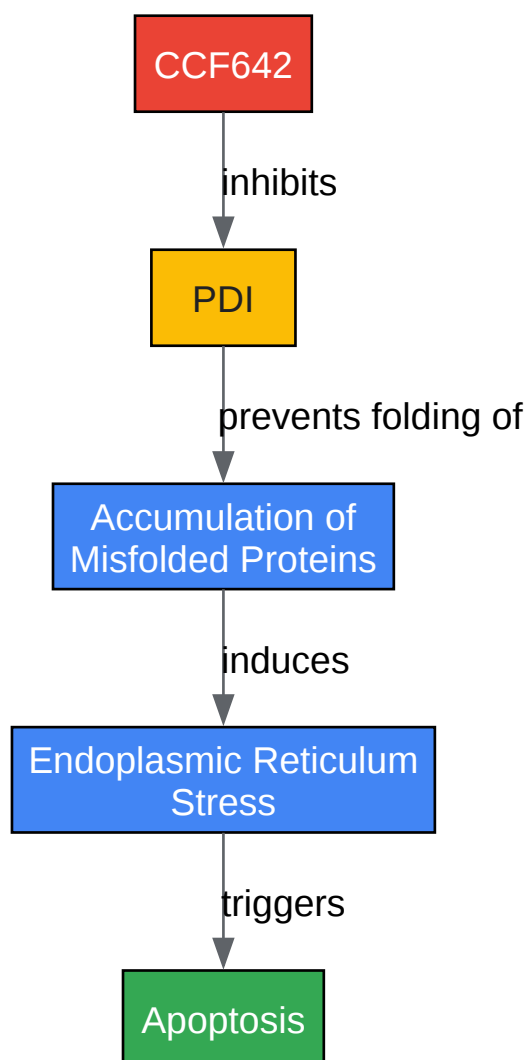 CCF642
inhibits
PDI
prevents folding of
Accumulation of
Misfolded Proteins
induces
Endoplasmic Reticulum
Stress
triggers
Apoptosis